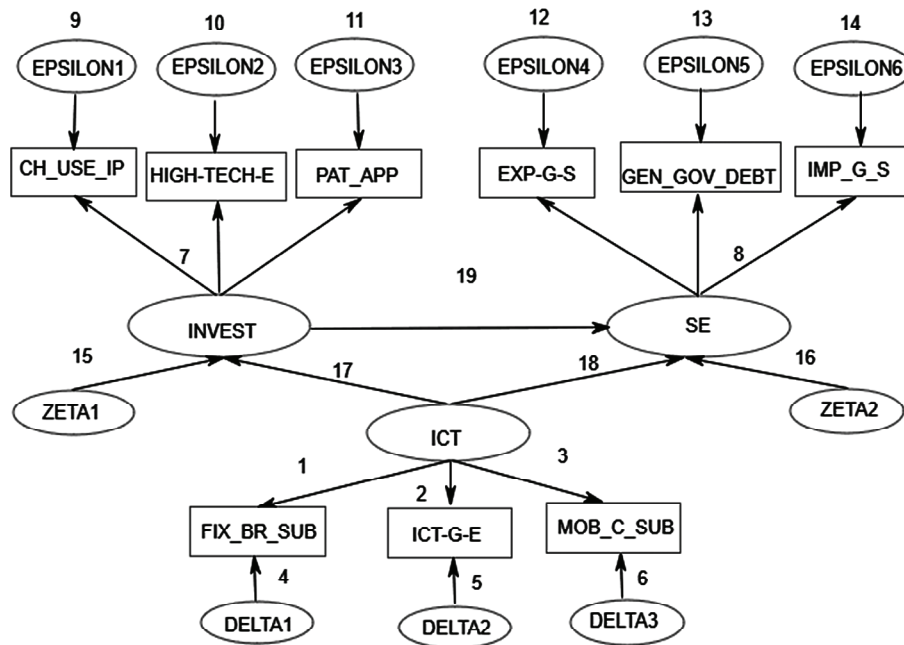 9 10 11 12 13 14
EPSILON1 EPSILON2 EPSILON3 EPSILON4 EPSILON5 EPSILON6
CH_USE_IP HIGH-TECH-E PAT_APP EXP-G-S GEN_GOV_DEBT IMP_G_S
7 8
19
INVEST SE
15 17 18 16
ZETA1 ICT ZETA2
1 2 3
FIX_BR_SUB ICT-G-E MOB_C_SUB
4 5 6
DELTA1 DELTA2 DELTA3